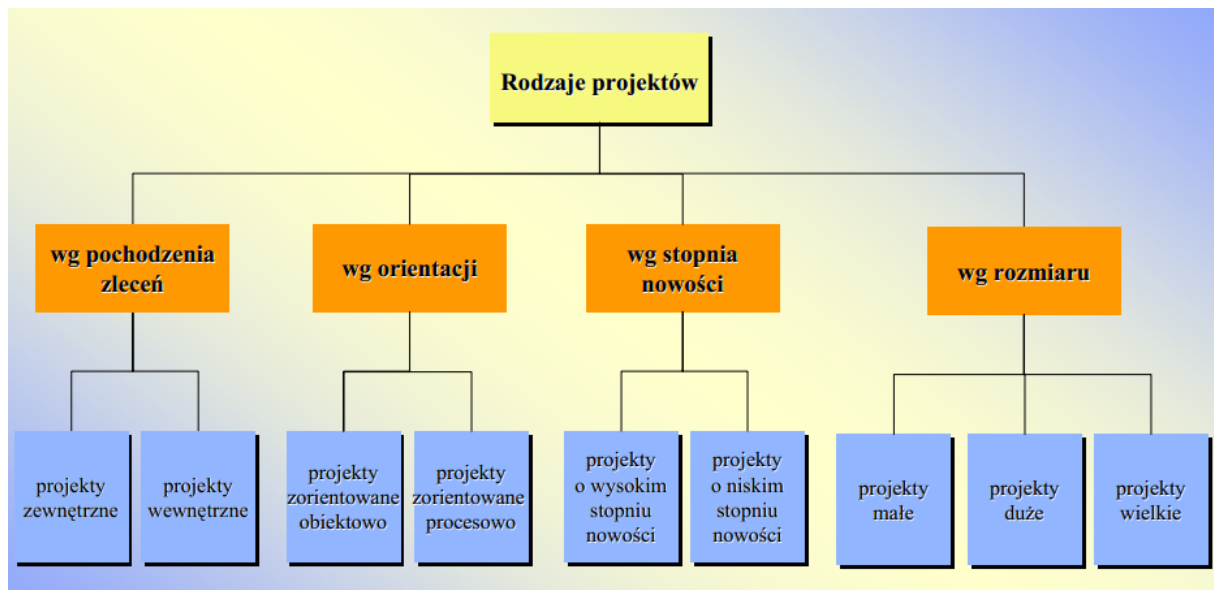 Rodzaje projektów
wg pochodzenia
zleceń
wg orientacji
wg stopnia
nowości
wg rozmiaru
projekty
zewnętrzne
projekty
wewnętrzne
projekty
zorientowane
obiektowo
projekty
zorientowane
procesowo
projekty
o wysokim
stopniu
nowości
projekty
o niskim
stopniu
nowości
projekty
małe
projekty
duże
projekty
wielkie